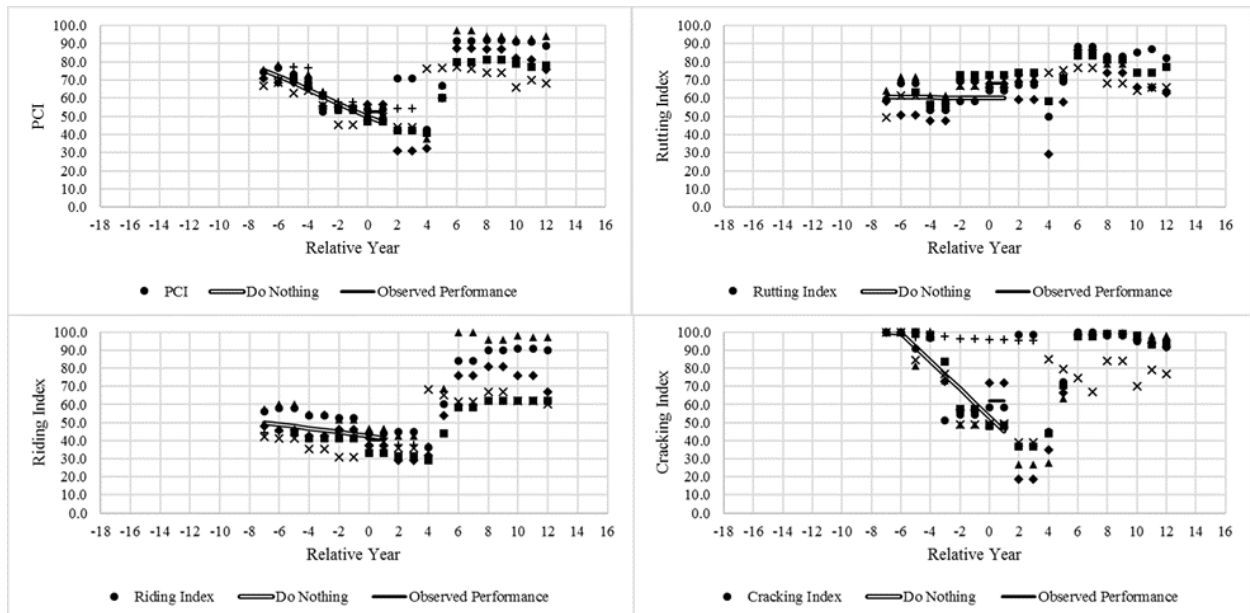 PCI
100.0
90.0
80.0
70.0
60.0
50.0
40.0
30.0
20.0
10.0
0.0
-18 -16 -14 -12 -10 -8 -6 -4 -2 0 2 4 6 8 10 12 14 16
Relative Year
PCI Do Nothing Observed Performance
Rutting Index
100.0
90.0
80.0
70.0
60.0
50.0
40.0
30.0
20.0
10.0
0.0
-18 -16 -14 -12 -10 -8 -6 -4 -2 0 2 4 6 8 10 12 14 16
Relative Year
Rutting Index Do Nothing Observed Performance
Riding Index
100.0
90.0
80.0
70.0
60.0
50.0
40.0
30.0
20.0
10.0
0.0
-18 -16 -14 -12 -10 -8 -6 -4 -2 0 2 4 6 8 10 12 14 16
Relative Year
Riding Index Do Nothing Observed Performance
Cracking Index
100.0
90.0
80.0
70.0
60.0
50.0
40.0
30.0
20.0
10.0
0.0
-18 -16 -14 -12 -10 -8 -6 -4 -2 0 2 4 6 8 10 12 14 16
Relative Year
Cracking Index Do Nothing Observed Performance